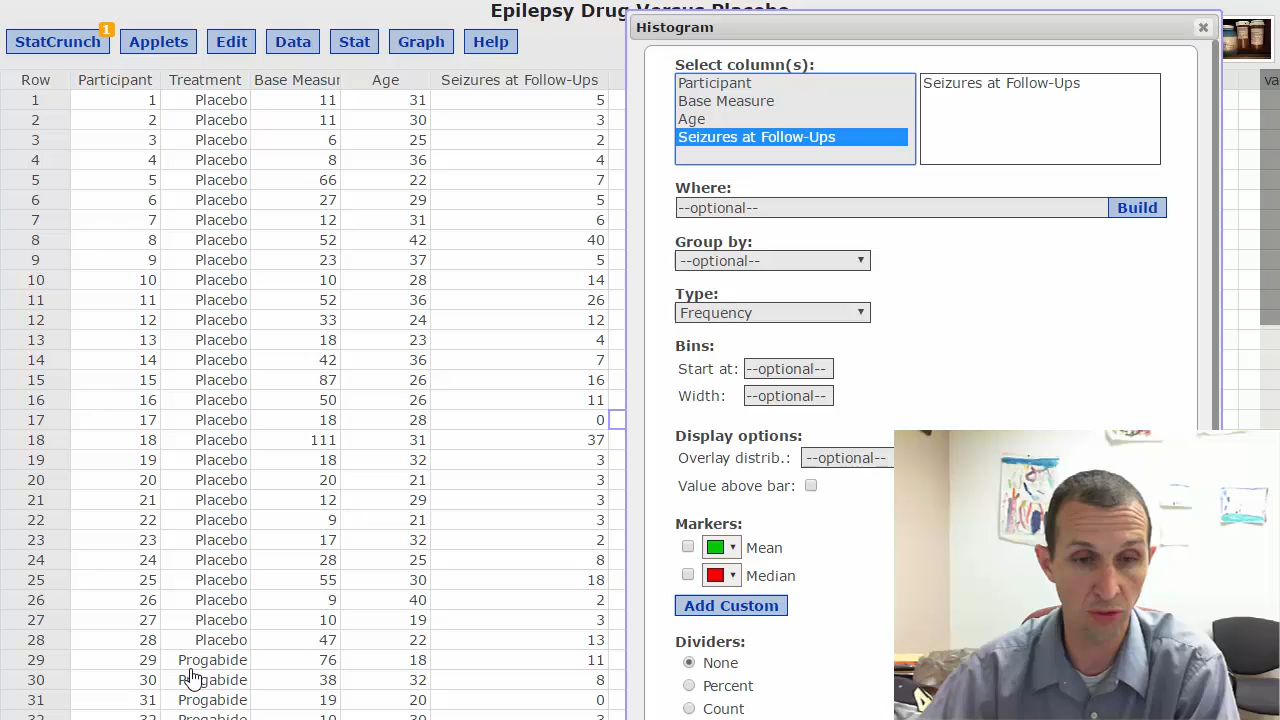 Epilepsy Drug Versus Placebo
StatCrunch 1 Applets Edit Data Stat Graph Help
Histogram
Row Participant Treatment Base Measur Age Seizures at Follow-Ups
1 1 Placebo 11 31 5
2 2 Placebo 11 30 3
3 3 Placebo 6 25 2
4 4 Placebo 8 36 4
5 5 Placebo 66 22 7
6 6 Placebo 27 29 5
7 7 Placebo 12 31 6
8 8 Placebo 52 42 40
9 9 Placebo 23 37 5
10 10 Placebo 10 28 14
11 11 Placebo 52 36 26
12 12 Placebo 33 24 12
13 13 Placebo 18 23 4
14 14 Placebo 42 36 7
15 15 Placebo 87 26 16
16 16 Placebo 50 26 11
17 17 Placebo 18 28 0
18 18 Placebo 111 31 37
19 19 Placebo 18 32 3
20 20 Placebo 20 21 3
21 21 Placebo 12 29 3
22 22 Placebo 9 21 3
23 23 Placebo 17 32 2
24 24 Placebo 28 25 8
25 25 Placebo 55 30 18
26 26 Placebo 9 40 2
27 27 Placebo 10 19 3
28 28 Placebo 47 22 13
29 29 Progabide 76 18 11
30 30 Progabide 38 32 8
31 31 Progabide 19 20 0
32 32 Progabide 10 30 3
Select column(s):
Participant
Base Measure
Age
Seizures at Follow-Ups
Seizures at Follow-Ups
Where:
--optional-- Build
Group by:
--optional--
Type:
Frequency
Bins:
Start at: --optional--
Width: --optional--
Display options:
Overlay distrib.: --optional--
Value above bar:
Markers:
Mean
Median
Add Custom
Dividers:
None
Percent
Count
va